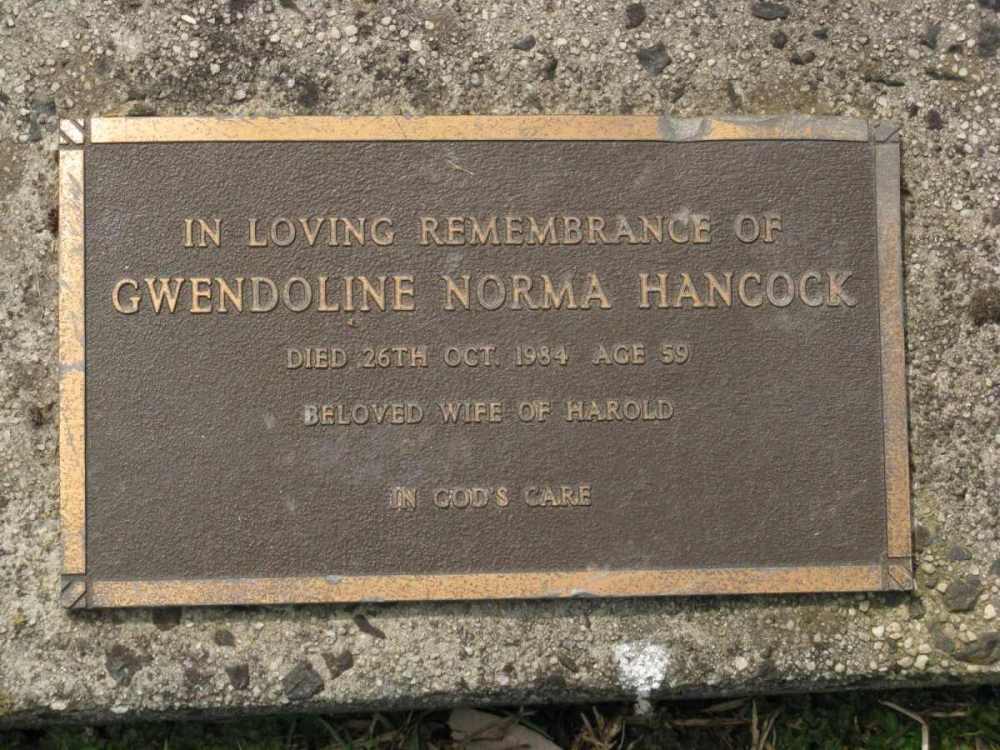 IN LOVING REMEMBRANCE OF
GWENDOLINE NORMA HANCOCK
DIED 26TH OCT. 1984 AGE 59
BELOVED WIFE OF HAROLD
IN GOD'S CARE